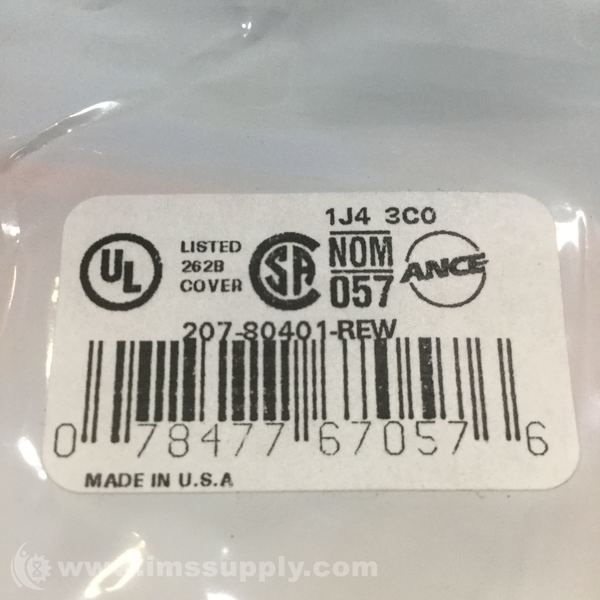 1J4 3C0
UL
LISTED
262B
COVER
SA
NOM
057
ANCE
207-80401-REW
0 78477 67057 6
MADE IN U.S.A
www.imssupply.com